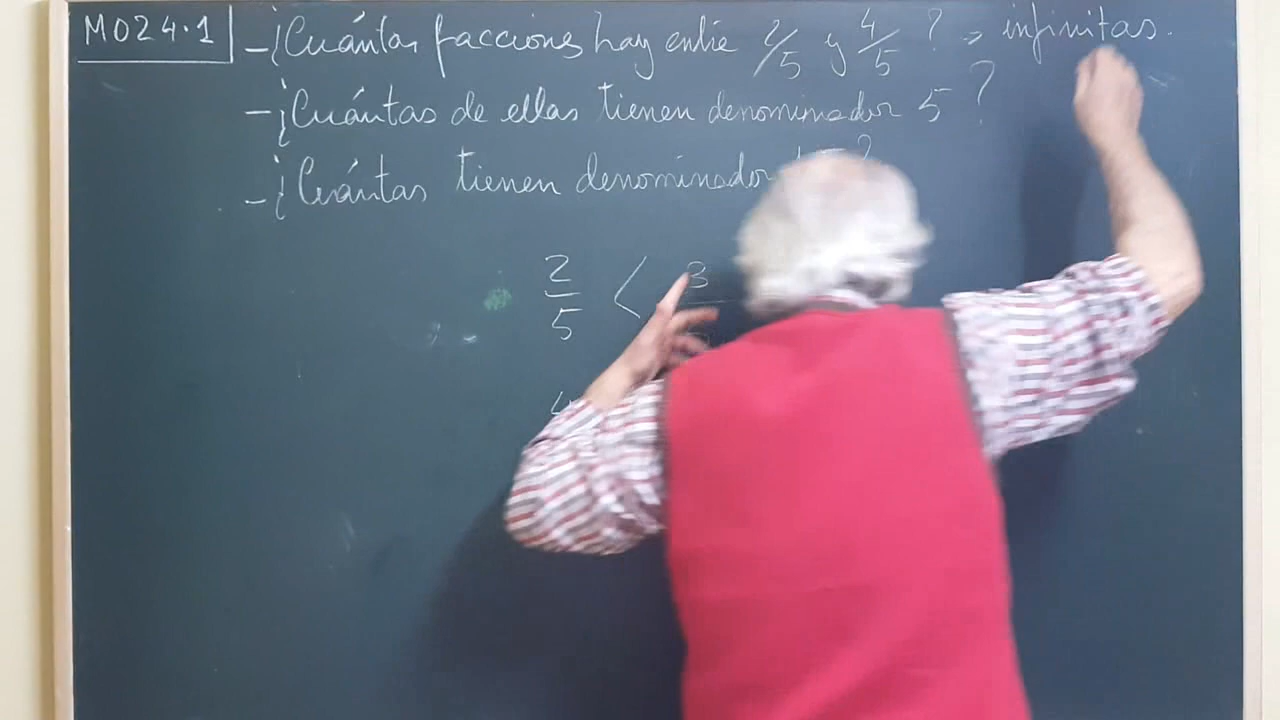 M024.1
-¿Cuántas facciones hay entre 2/5 y 4/5 ? ⇒ infinitas.
-¿Cuántas de ellas tienen denominador 5 ?
-¿Cuántas tienen denominador ?
2/5 < 3